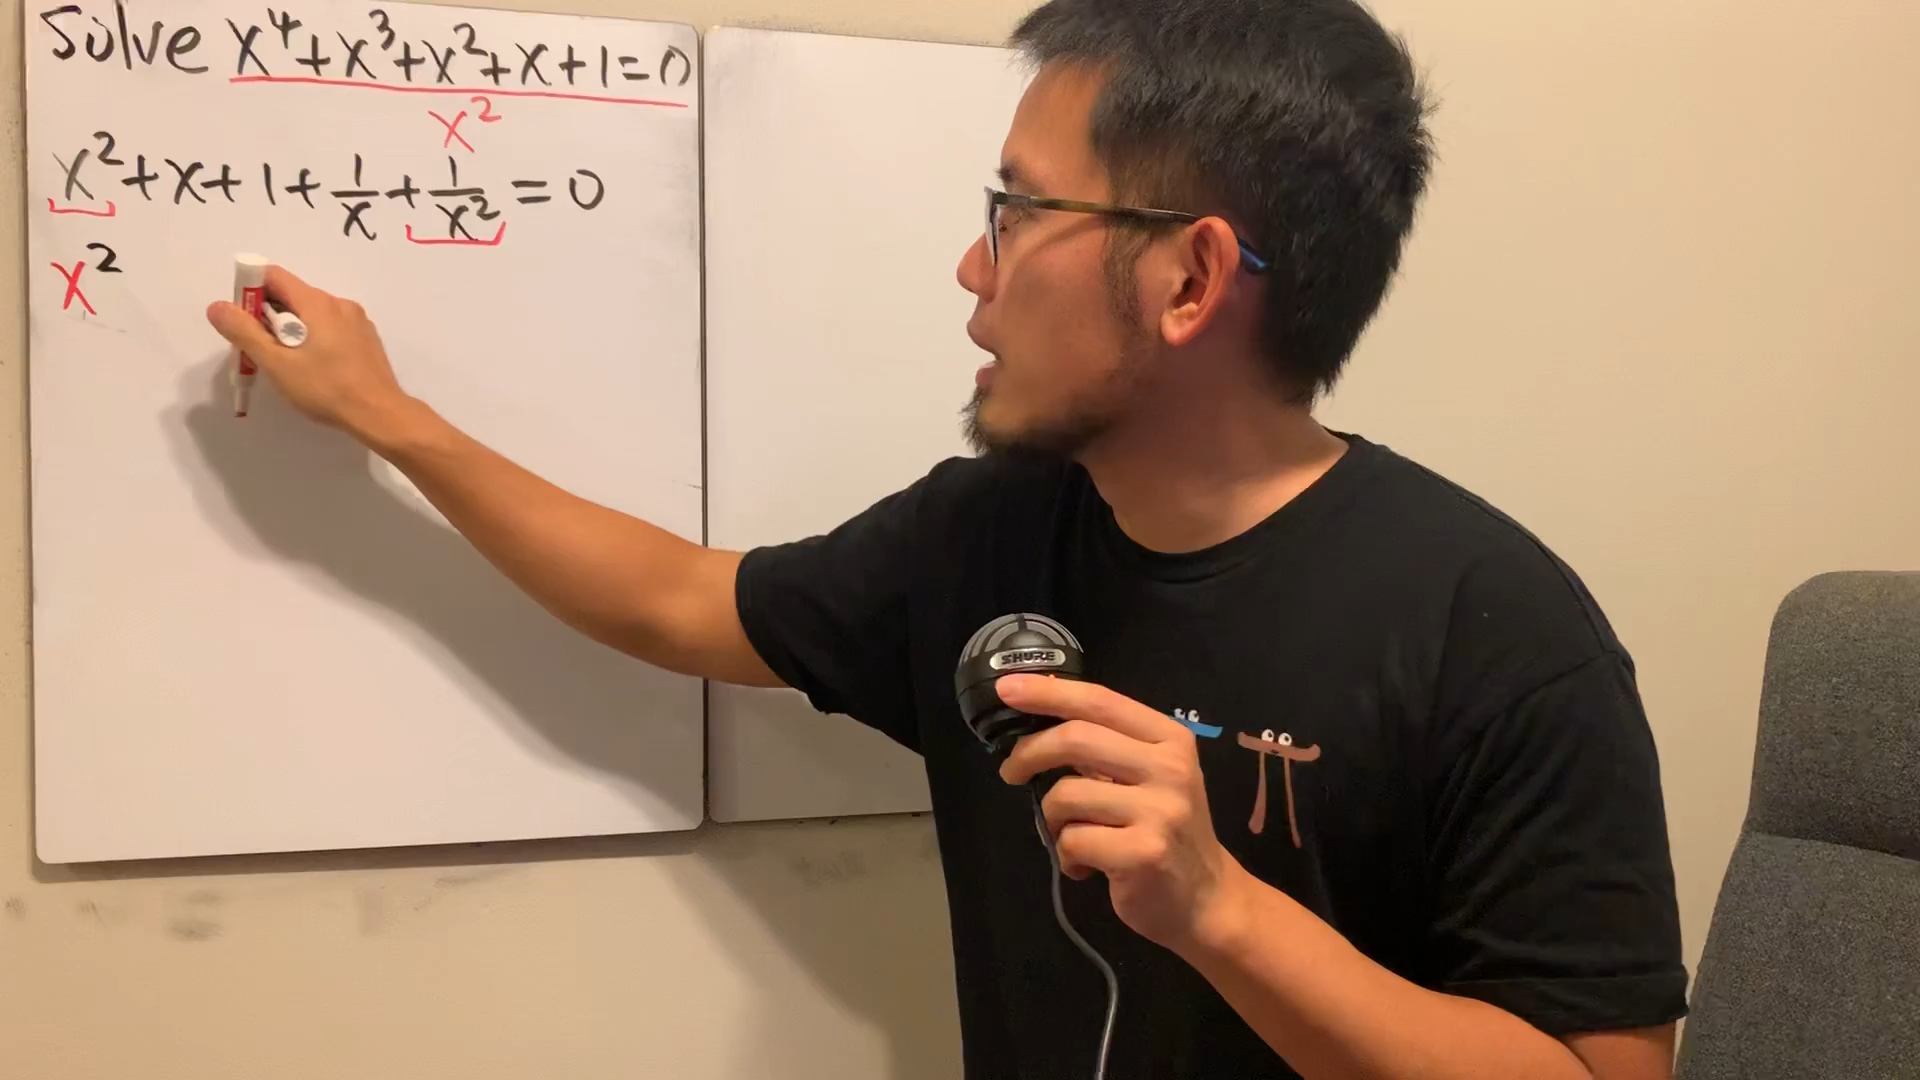 Solve x⁴+x³+x²+x+1=0
x²
x²+x+1+1/x+1/x²=0
x²
SHURE